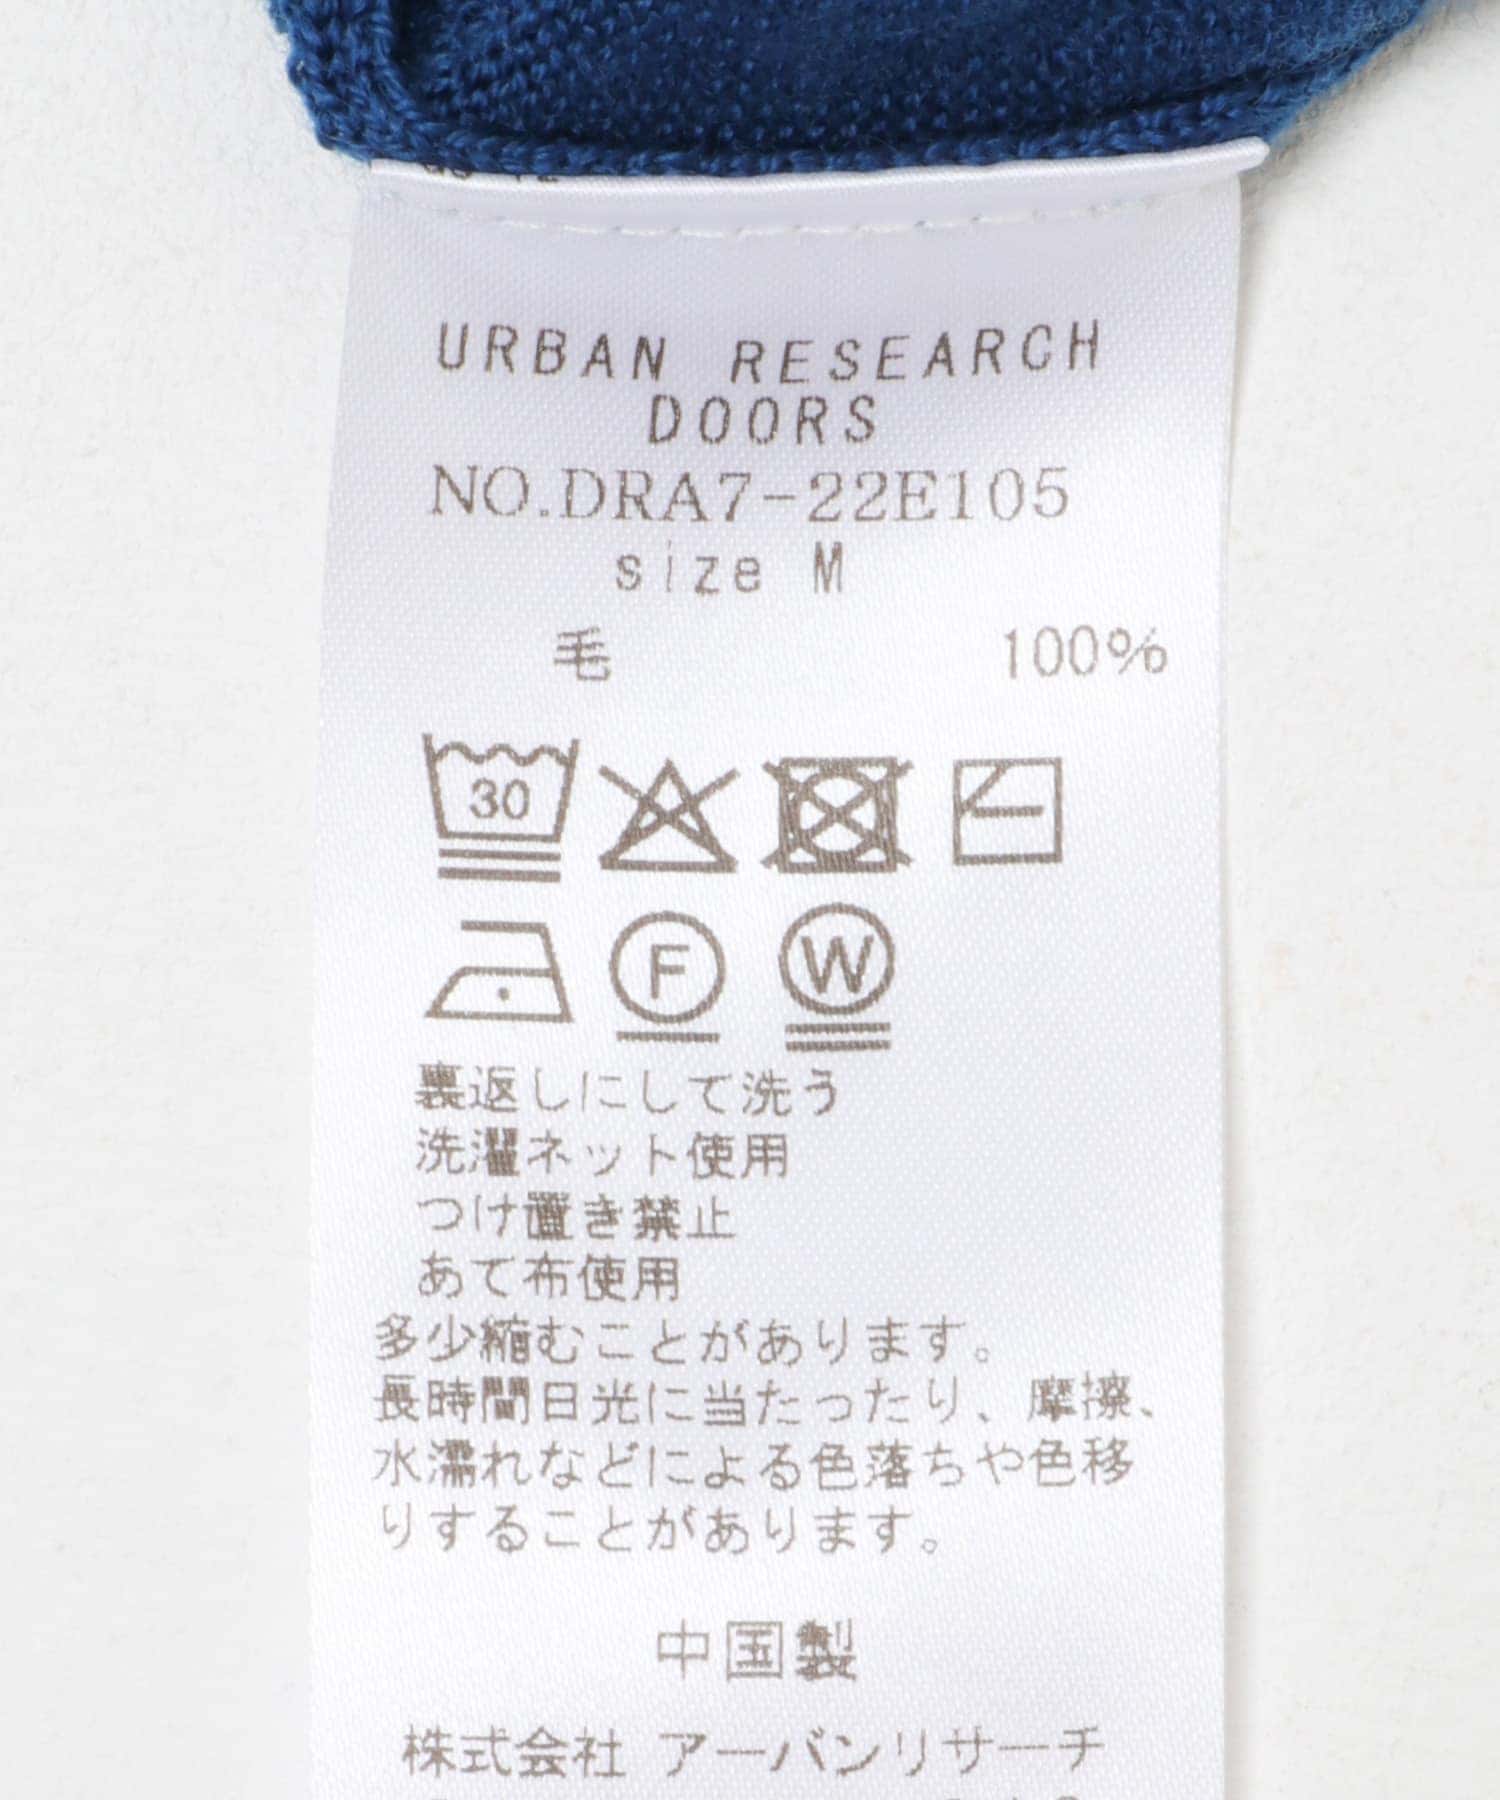 URBAN RESEARCH
DOORS
NO.DRA7-22E105
size M
毛 100%
30
F W
裏返しにして洗う
洗濯ネット使用
つけ置き禁止
あて布使用
多少縮むことがあります。
長時間日光に当たったり、摩擦、
水濡れなどによる色落ちや色移
りすることがあります。
中国製
株式会社 アーバンリサーチ